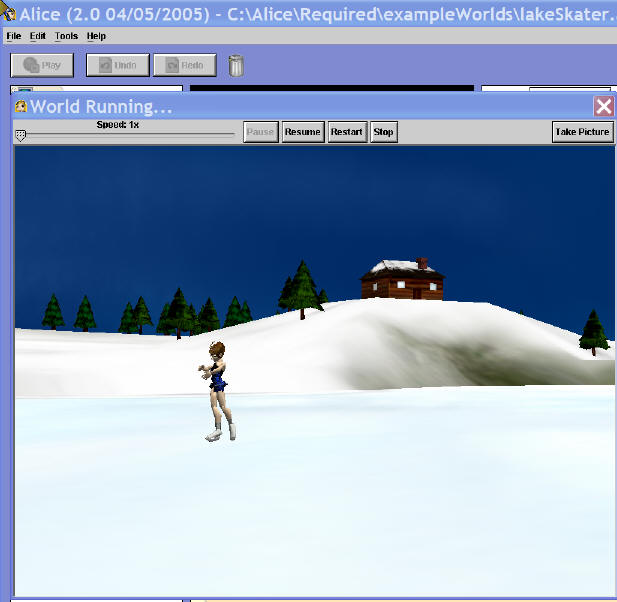 Alice (2.0 04/05/2005) - C:\Alice\Required\exampleWorlds\lakeSkater.
File Edit Tools Help
Play Undo Redo
World Running...
Speed: 1x Pause Resume Restart Stop Take Picture